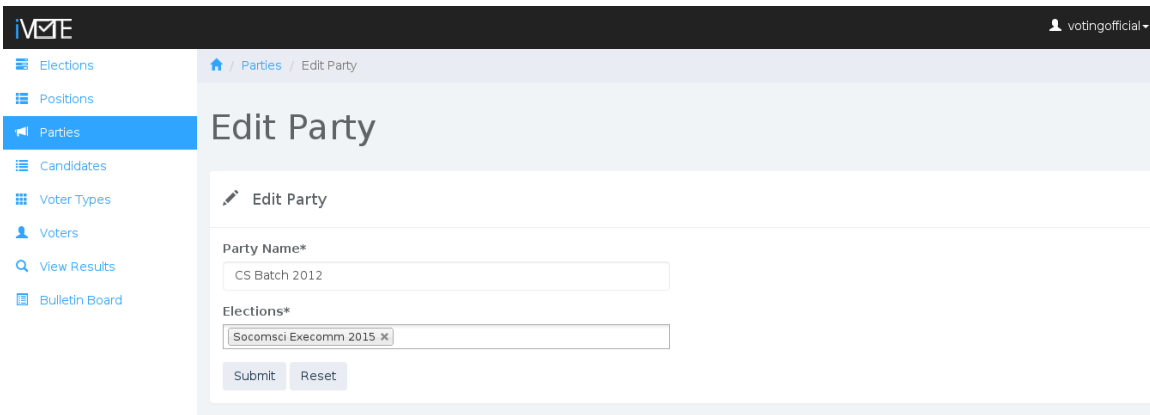 iVOTE
votingofficial
Elections
Positions
Parties
Candidates
Voter Types
Voters
View Results
Bulletin Board
/ Parties / Edit Party
Edit Party
Edit Party
Party Name*
CS Batch 2012
Elections*
Socomsci Execomm 2015 ×
Submit Reset